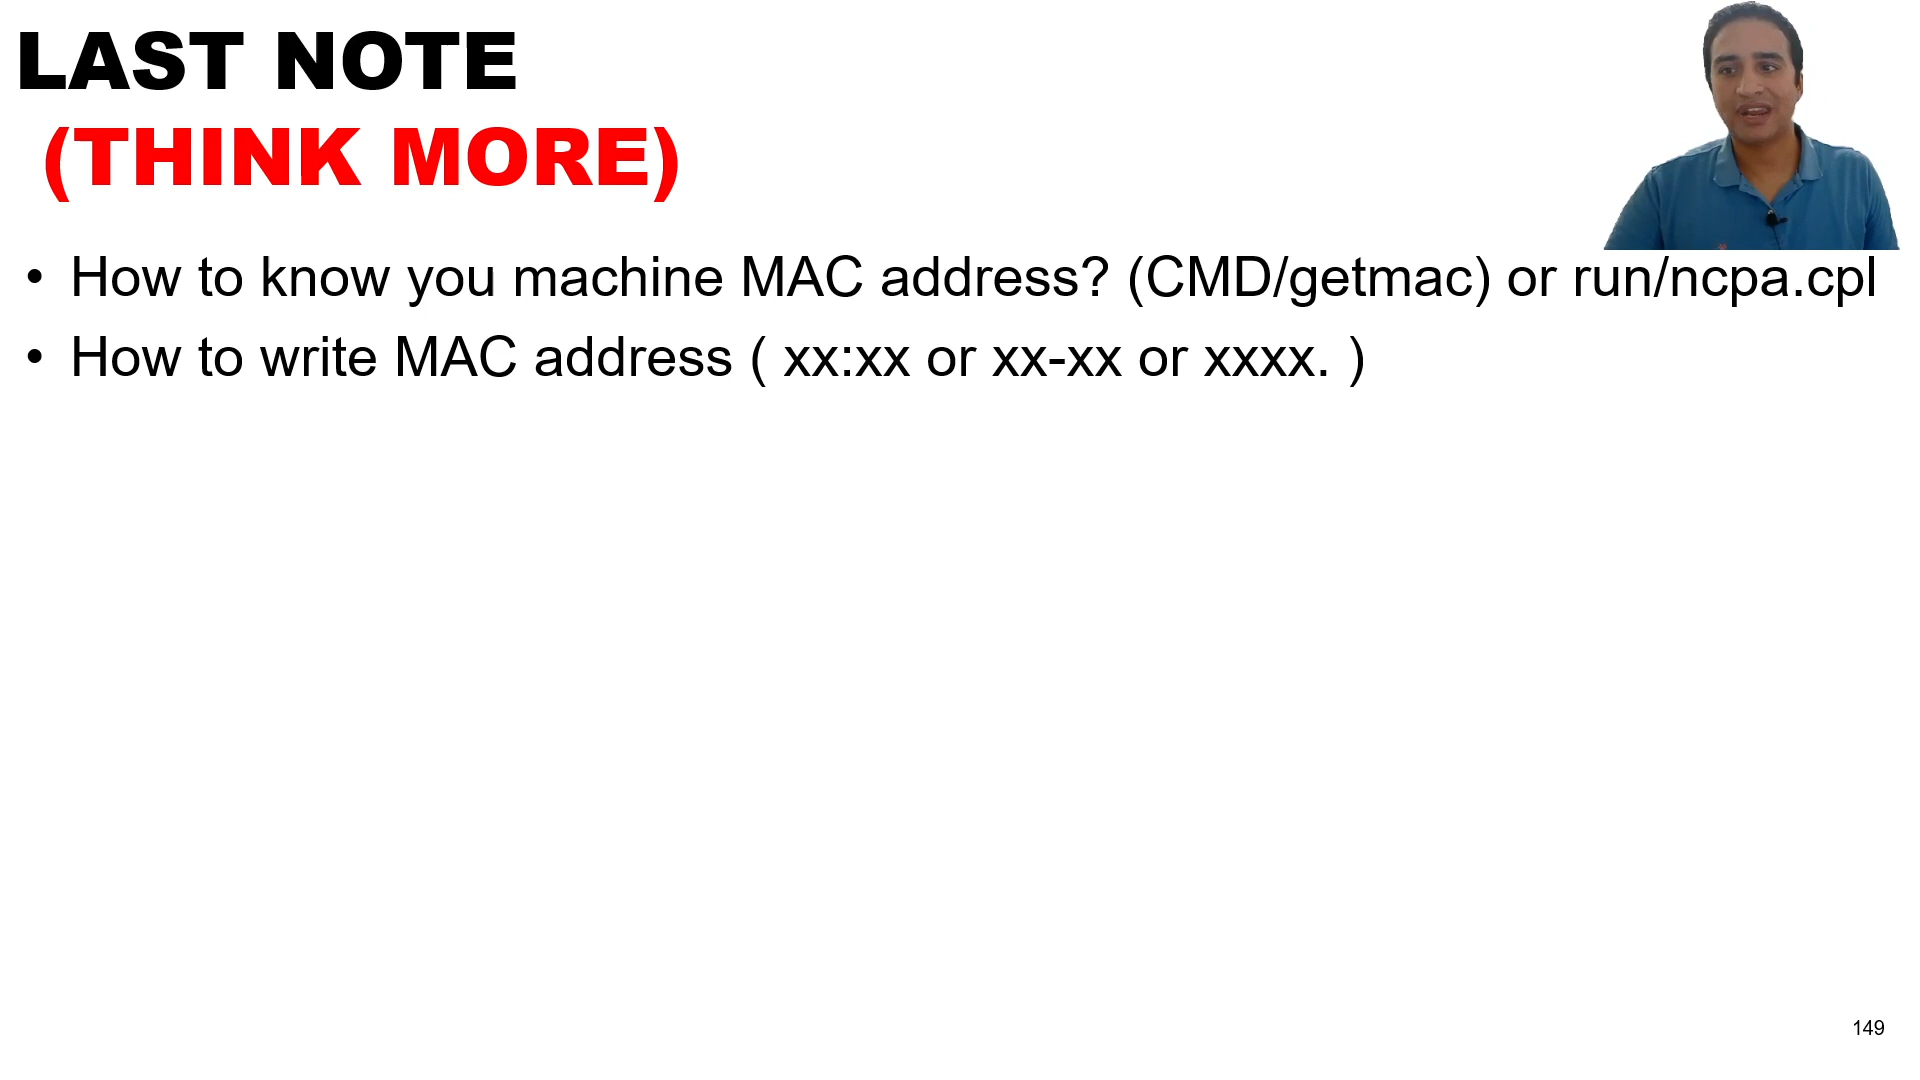 LAST NOTE
(THINK MORE)
• How to know you machine MAC address? (CMD/getmac) or run/ncpa.cpl
• How to write MAC address ( xx:xx or xx-xx or xxxx. )
149